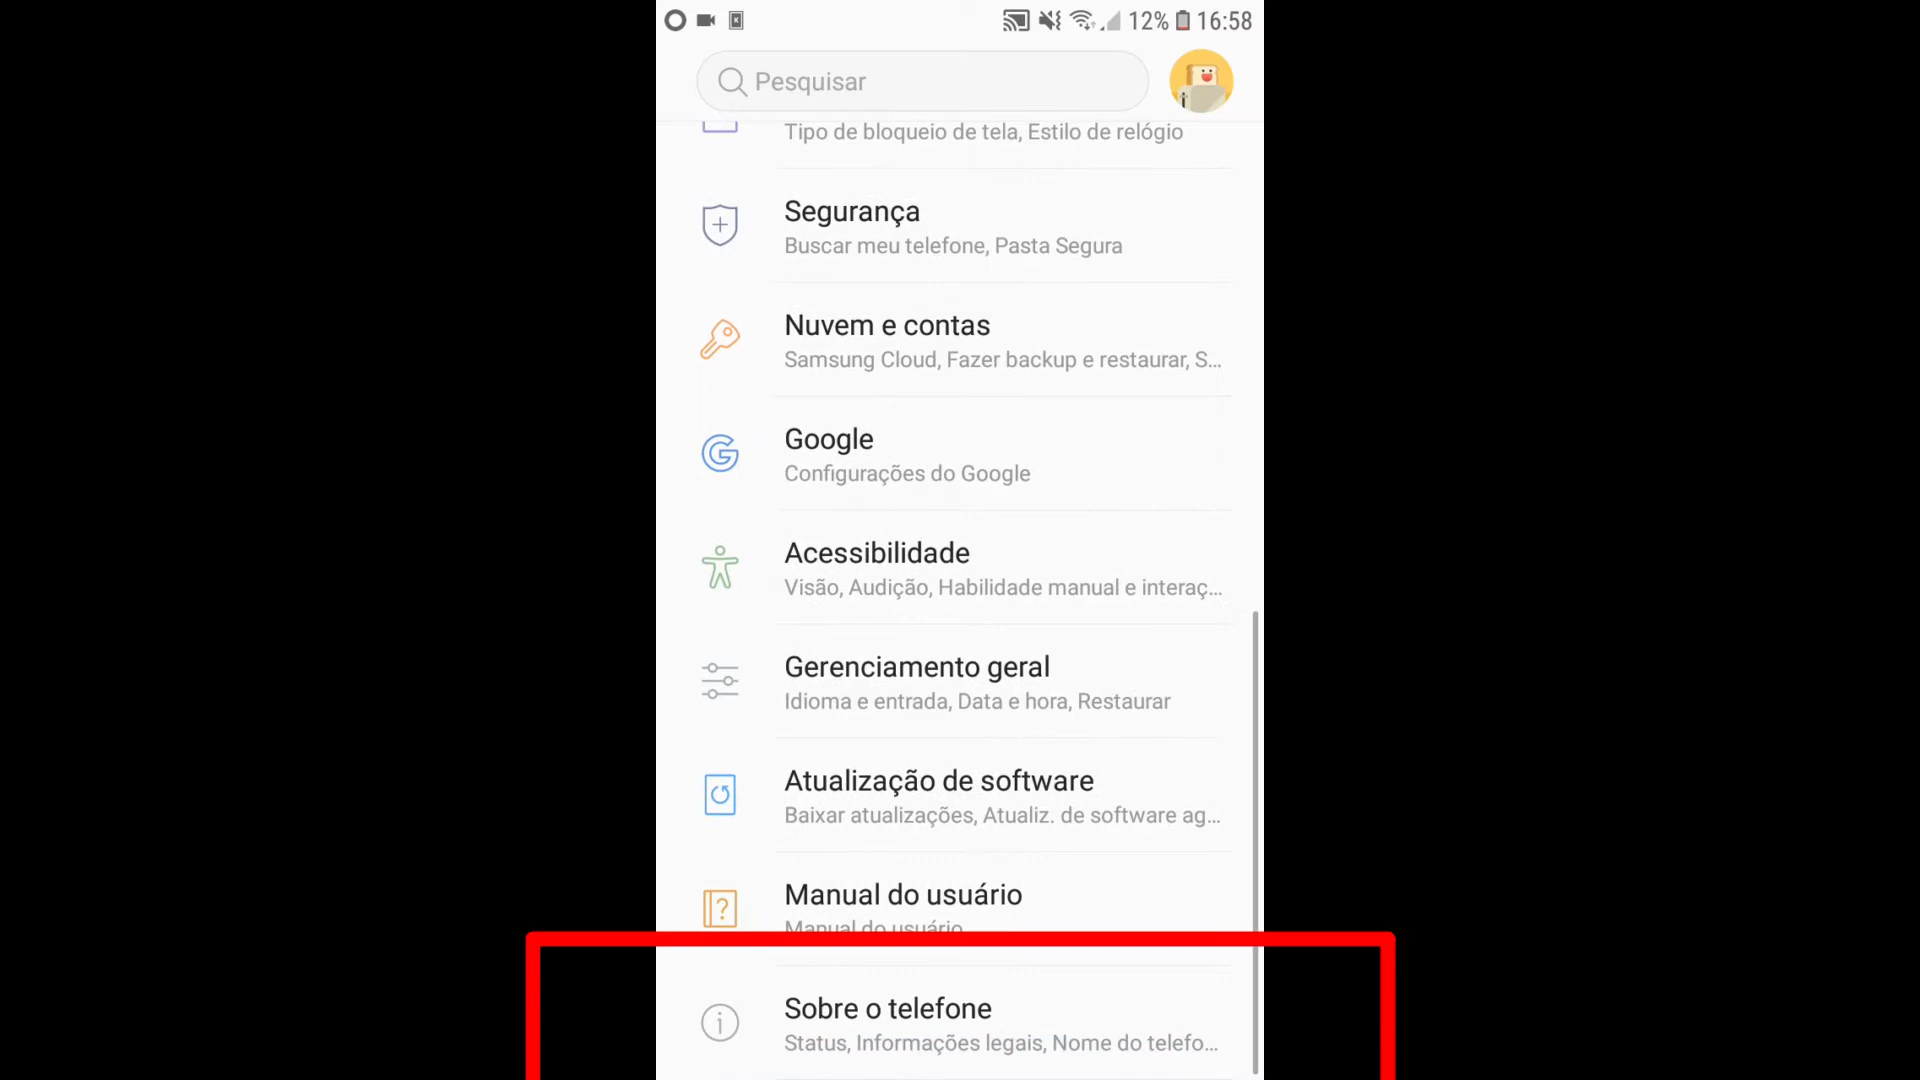 12% 16:58
Pesquisar
Tipo de bloqueio de tela, Estilo de relógio
Segurança
Buscar meu telefone, Pasta Segura
Nuvem e contas
Samsung Cloud, Fazer backup e restaurar, S...
Google
Configurações do Google
Acessibilidade
Visão, Audição, Habilidade manual e interaç...
Gerenciamento geral
Idioma e entrada, Data e hora, Restaurar
Atualização de software
Baixar atualizações, Atualiz. de software ag...
Manual do usuário
Manual do usuário
Sobre o telefone
Status, Informações legais, Nome do telefo...